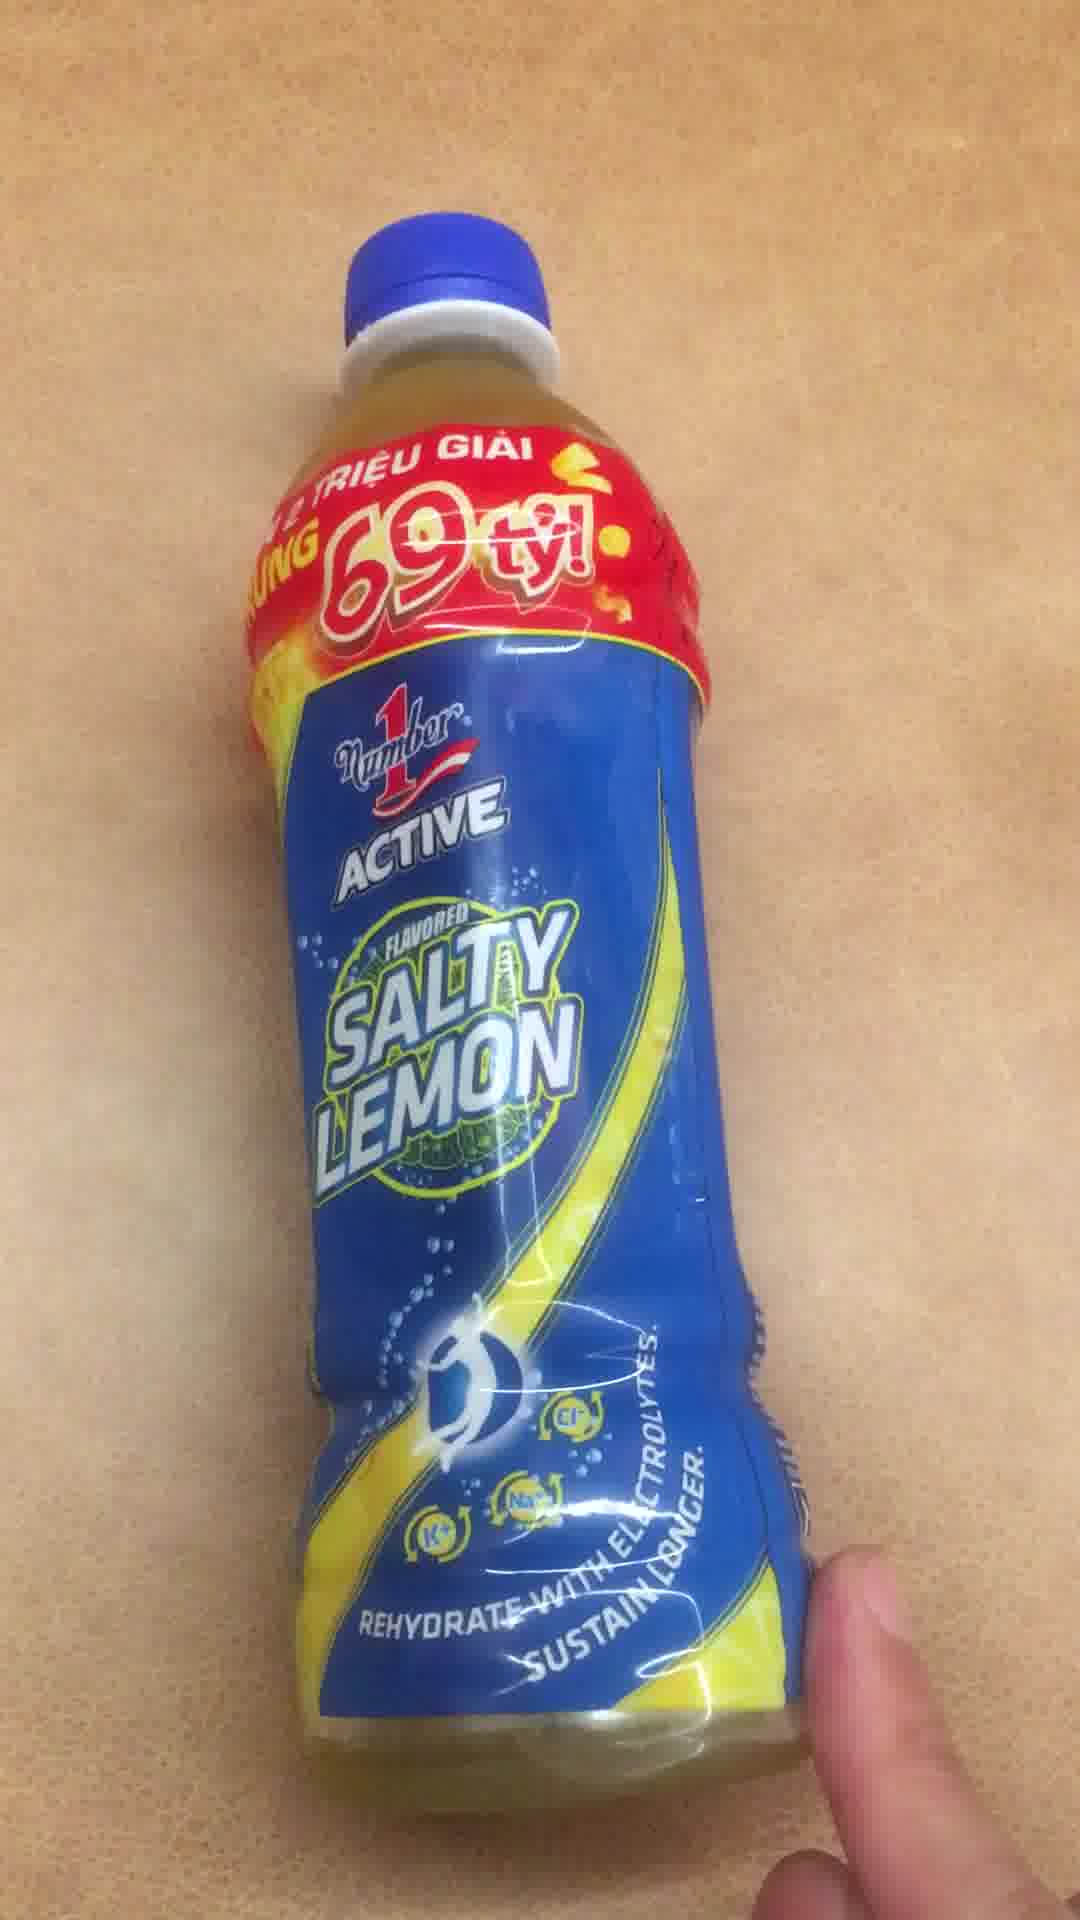 2 TRIỆU GIẢI
69 tỷ!
Number 1
ACTIVE
FLAVORED
SALTY
LEMON
Cl-
Na+
K+
REHYDRATE WITH ELECTROLYTES.
SUSTAIN LONGER.